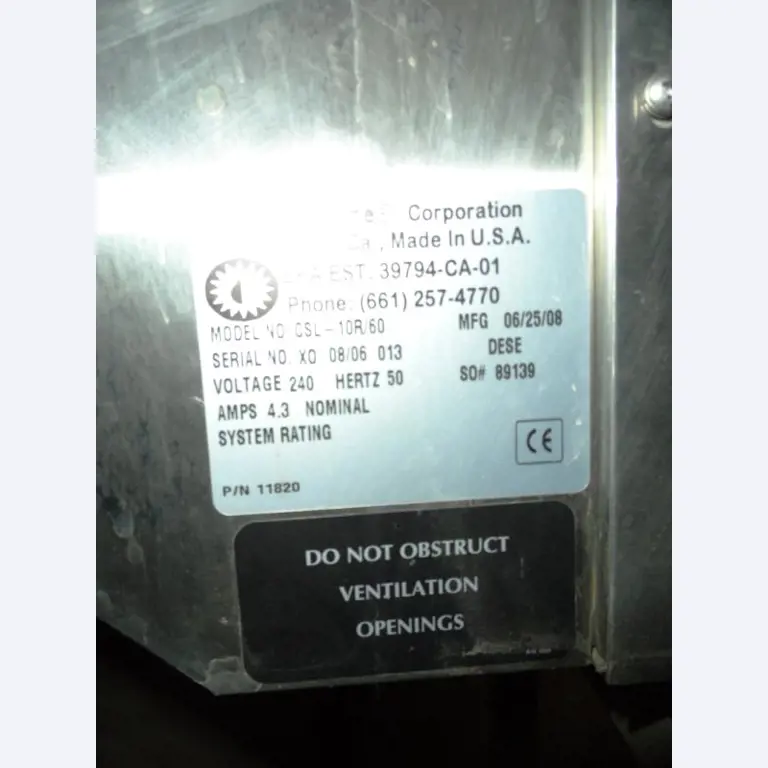 Corporation
, Made In U.S.A.
EST. 39794-CA-01
Phone: (661) 257-4770
MODEL NO CSL-10R/60 MFG 06/25/08
SERIAL NO. XO 08/06 013 DESE
VOLTAGE 240 HERTZ 50 SO# 89139
AMPS 4.3 NOMINAL
SYSTEM RATING
CE
P/N 11820
DO NOT OBSTRUCT
VENTILATION
OPENINGS